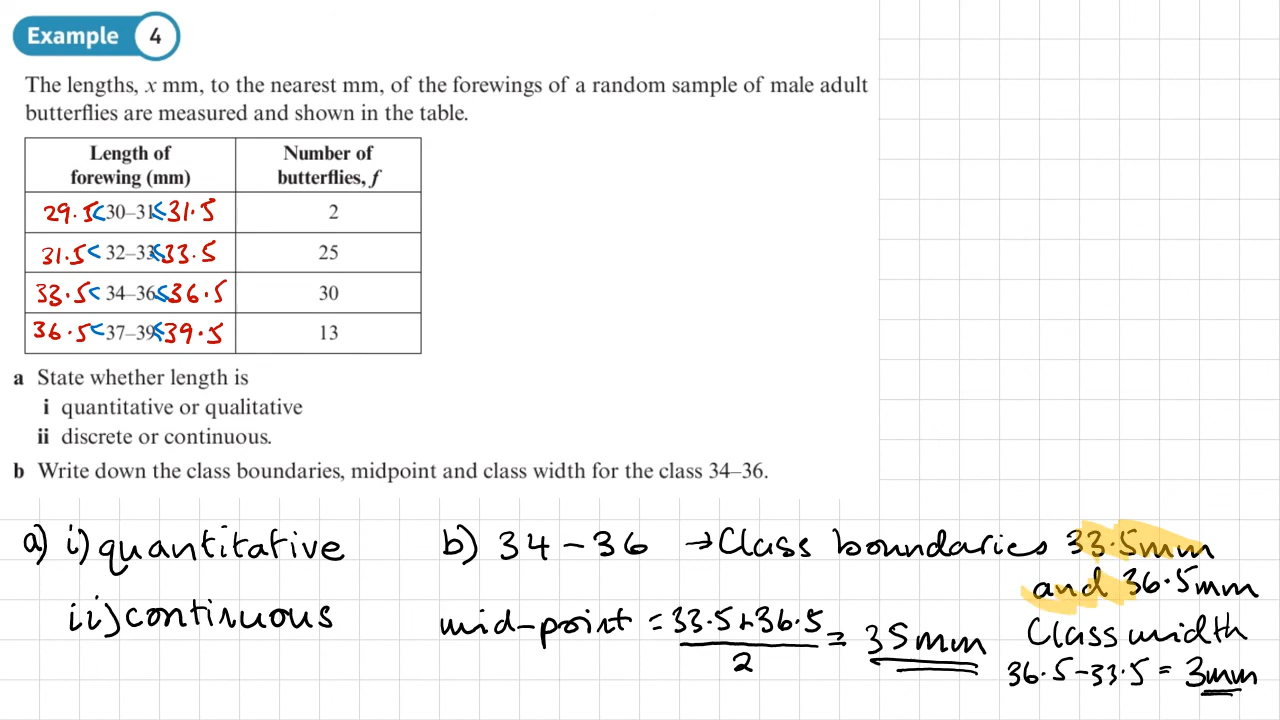 Example 4
The lengths, x mm, to the nearest mm, of the forewings of a random sample of male adult
butterflies are measured and shown in the table.
Length of forewing (mm) Number of butterflies, f
29.5< 30–31 ≤31.5 2
31.5< 32–33 ≤33.5 25
33.5< 34–36 ≤36.5 30
36.5< 37–39 ≤39.5 13
a State whether length is
i quantitative or qualitative
ii discrete or continuous.
b Write down the class boundaries, midpoint and class width for the class 34–36.
a) i) quantitative
ii) continuous
b) 34 – 36 → Class boundaries 33.5mm
and 36.5mm
mid-point = 33.5+36.5 / 2 = 35mm
Class width
36.5-33.5 = 3mm